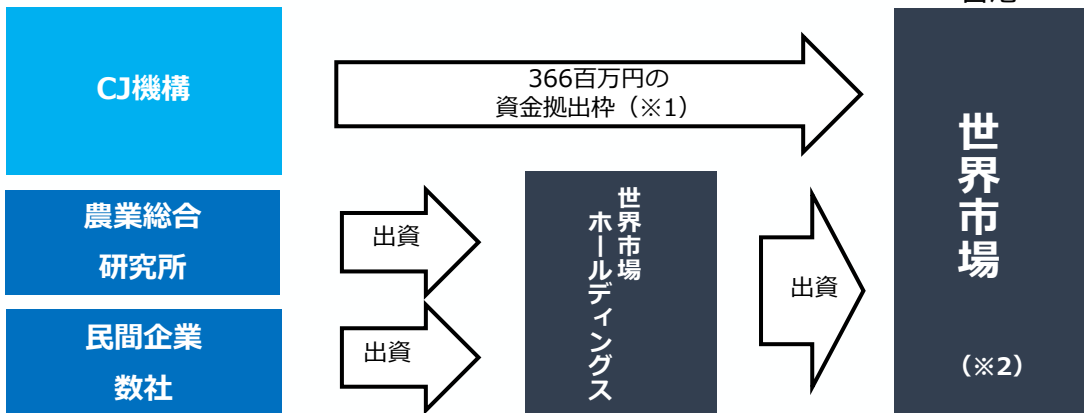 CJ機構
366百万円の
資金拠出枠（※1）
農業総合
研究所
出資
民間企業
数社
出資
世界市場
ホールディングス
出資
世界市場
（※2）